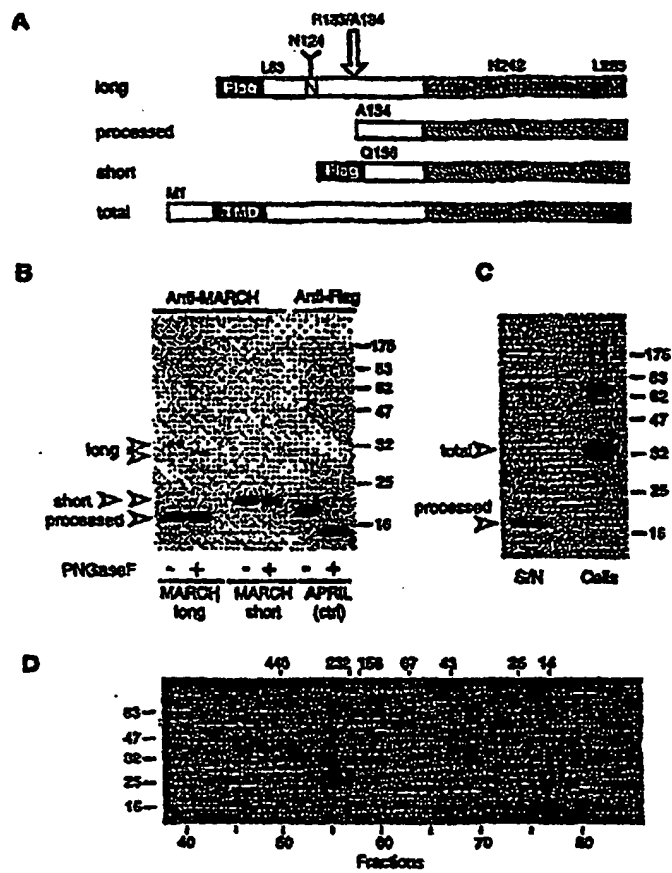 A
R133/A134
N124
L83
H242
L285
long
Flag
A134
processed
Q136
short
Flag
M1
total
TMD
B
Anti-MARCH
Anti-Flag
175
83
62
47
32
25
16
long
short
processed
PNGaseF
- + - + - +
MARCH
long
MARCH
short
APRIL
(ctrl)
C
175
83
62
47
32
25
16
total
processed
S/N
Cells
D
440
232
158
67
43
25
14
83
47
32
25
16
40
50
60
70
80
Fractions